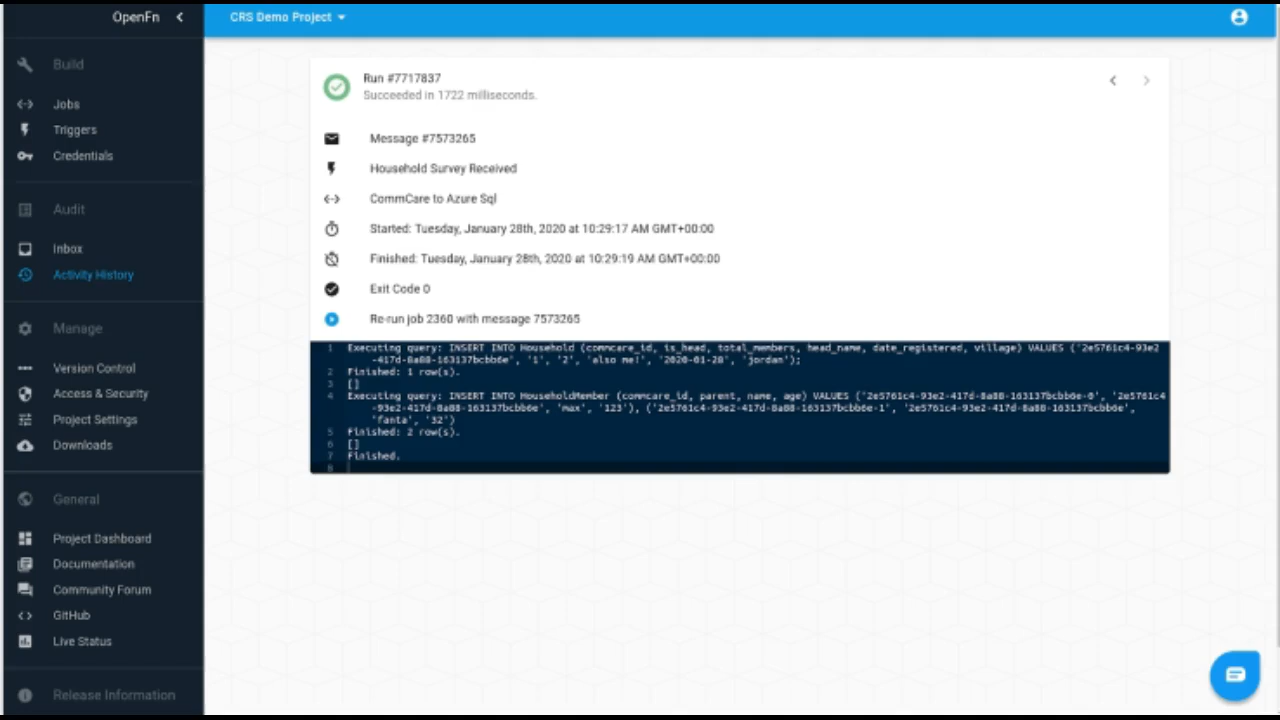 OpenFn
CRS Demo Project
Build
Jobs
Triggers
Credentials
Audit
Inbox
Activity History
Manage
Version Control
Access & Security
Project Settings
Downloads
General
Project Dashboard
Documentation
Community Forum
GitHub
Live Status
Release Information
Run #7717837
Succeeded in 1722 milliseconds.
Message #7573265
Household Survey Received
CommCare to Azure Sql
Started: Tuesday, January 28th, 2020 at 10:29:17 AM GMT+00:00
Finished: Tuesday, January 28th, 2020 at 10:29:19 AM GMT+00:00
Exit Code 0
Re-run job 2360 with message 7573265
1 Executing query: INSERT INTO Household (commcare_id, is_head, total_members, head_name, date_registered, village) VALUES ('2e5761c4-93e2
-417d-8a88-163137bcbb6e', '1', '2', 'also me!', '2020-01-28', 'jordan');
2 Finished: 1 row(s).
3 []
4 Executing query: INSERT INTO HouseholdMember (commcare_id, parent, name, age) VALUES ('2e5761c4-93e2-417d-8a88-163137bcbb6e-0', '2e5761c4
-93e2-417d-8a88-163137bcbb6e', 'max', '123'), ('2e5761c4-93e2-417d-8a88-163137bcbb6e-1', '2e5761c4-93e2-417d-8a88-163137bcbb6e',
'fanta', '32')
5 Finished: 2 row(s).
6 []
7 Finished.
8